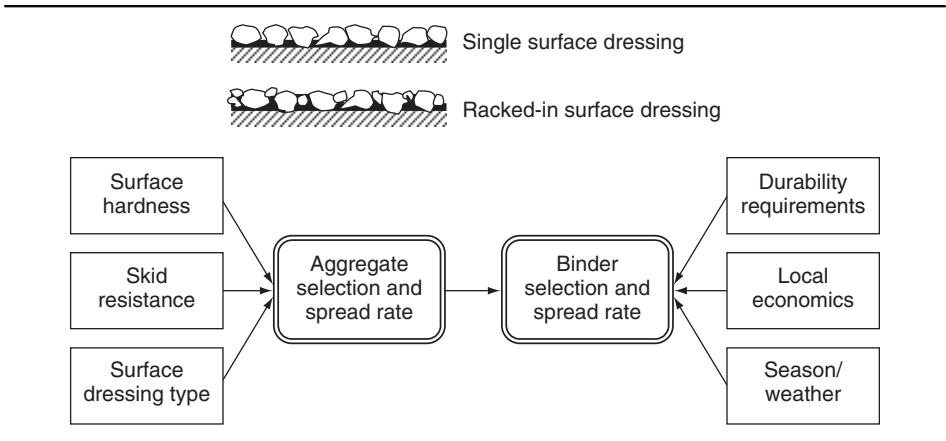 Single surface dressing
Racked-in surface dressing
Surface
hardness
Skid
resistance
Surface
dressing type
Aggregate
selection and
spread rate
Binder
selection and
spread rate
Durability
requirements
Local
economics
Season/
weather